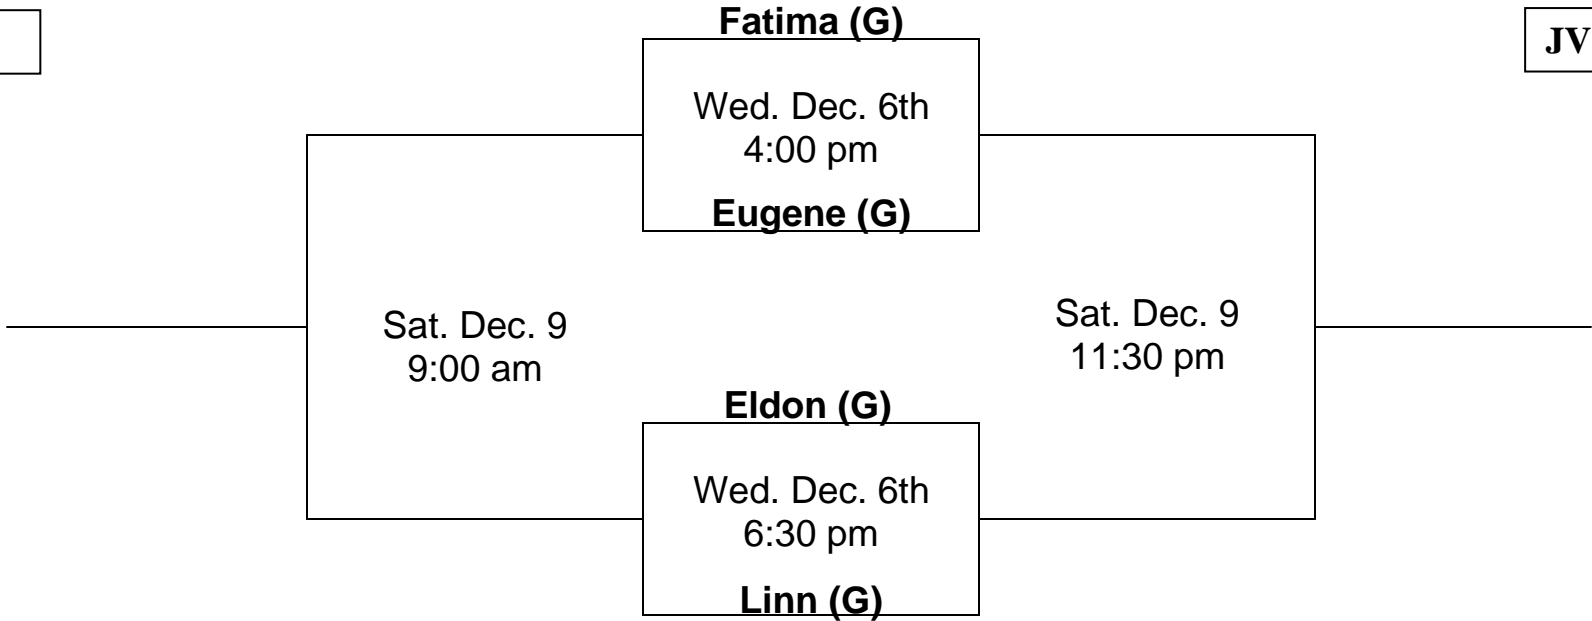 Fatima (G)
JV
Wed. Dec. 6th
4:00 pm
Eugene (G)
Sat. Dec. 9
9:00 am
Sat. Dec. 9
11:30 pm
Eldon (G)
Wed. Dec. 6th
6:30 pm
Linn (G)